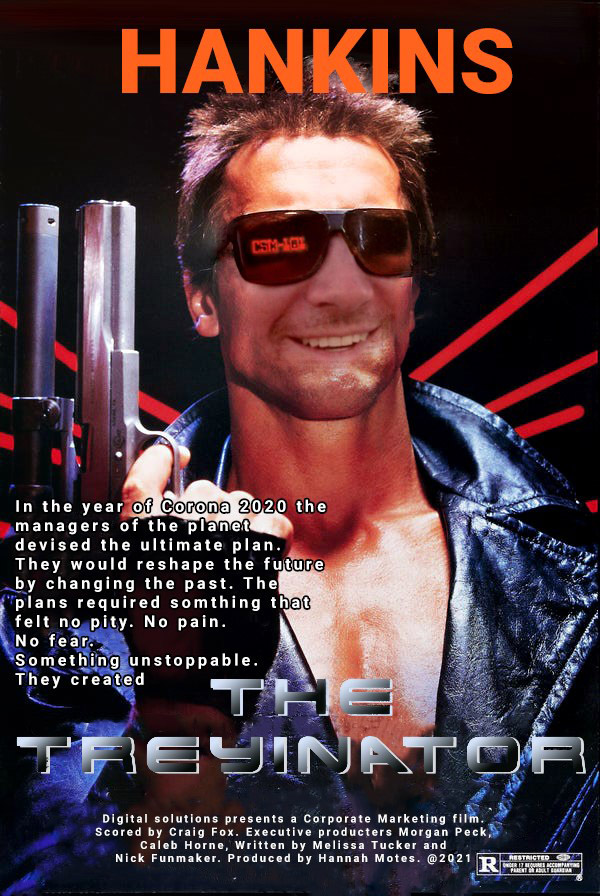 HANKINS
In the year of Corona 2020 the
managers of the planet
devised the ultimate plan.
They would reshape the future
by changing the past. The
plans required somthing that
felt no pity. No pain.
No fear.
Something unstoppable.
They created
THE
TREYINATOR
Digital solutions presents a Corporate Marketing film.
Scored by Craig Fox. Executive producters Morgan Peck,
Caleb Horne, Written by Melissa Tucker and
Nick Funmaker. Produced by Hannah Motes. @2021
R RESTRICTED
UNDER 17 REQUIRES ACCOMPANYING
PARENT OR ADULT GUARDIAN